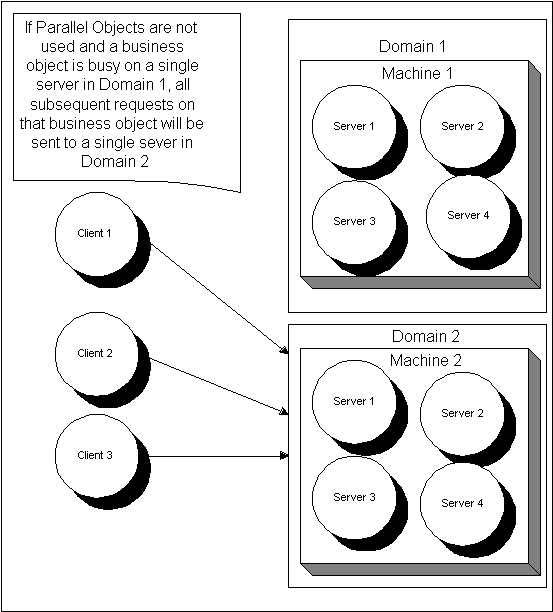 If Parallel Objects are not
used and a business
object is busy on a single
server in Domain 1, all
subsequent requests on
that business object will be
sent to a single sever in
Domain 2
Domain 1
Machine 1
Server 1
Server 2
Server 3
Server 4
Client 1
Client 2
Client 3
Domain 2
Machine 2
Server 1
Server 2
Server 3
Server 4